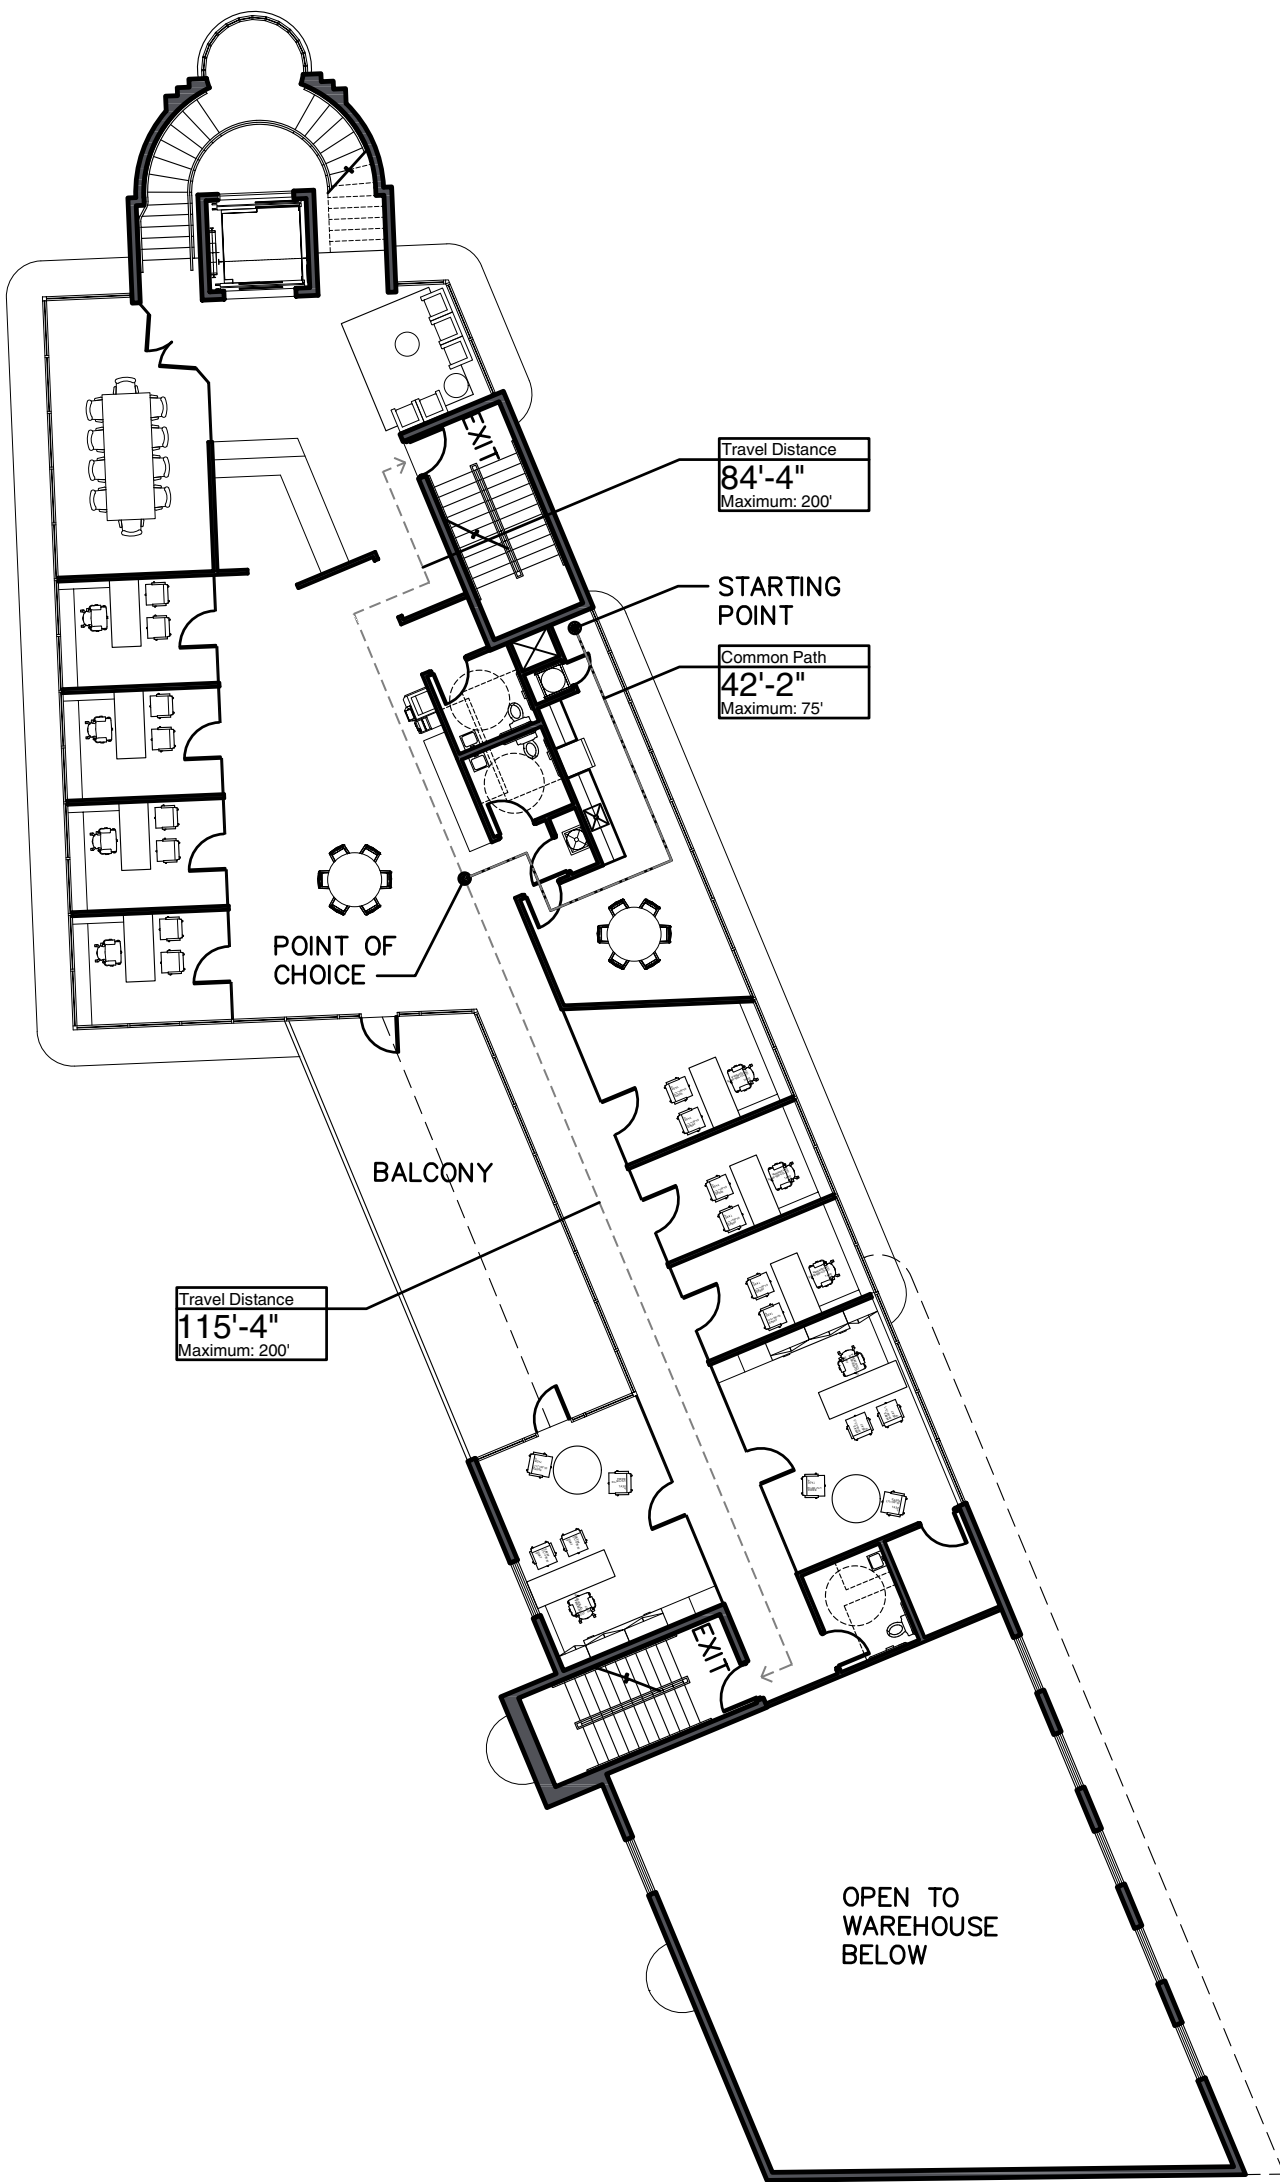 EXIT
Travel Distance
84'-4"
Maximum: 200'
STARTING
POINT
Common Path
42'-2"
Maximum: 75'
POINT OF
CHOICE
BALCONY
Travel Distance
115'-4"
Maximum: 200'
EXIT
OPEN TO
WAREHOUSE
BELOW